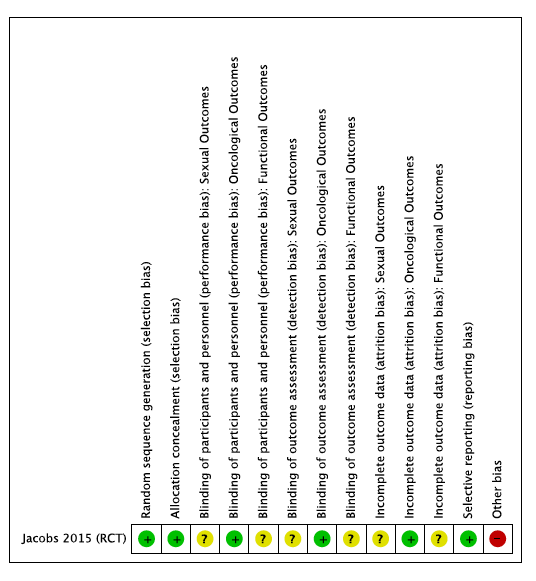 Random sequence generation (selection bias)
Allocation concealment (selection bias)
Blinding of participants and personnel (performance bias): Sexual Outcomes
Blinding of participants and personnel (performance bias): Oncological Outcomes
Blinding of participants and personnel (performance bias): Functional Outcomes
Blinding of outcome assessment (detection bias): Sexual Outcomes
Blinding of outcome assessment (detection bias): Oncological Outcomes
Blinding of outcome assessment (detection bias): Functional Outcomes
Incomplete outcome data (attrition bias): Sexual Outcomes
Incomplete outcome data (attrition bias): Oncological Outcomes
Incomplete outcome data (attrition bias): Functional Outcomes
Selective reporting (reporting bias)
Other bias
Jacobs 2015 (RCT) + + ? + ? ? + ? ? + ? + −